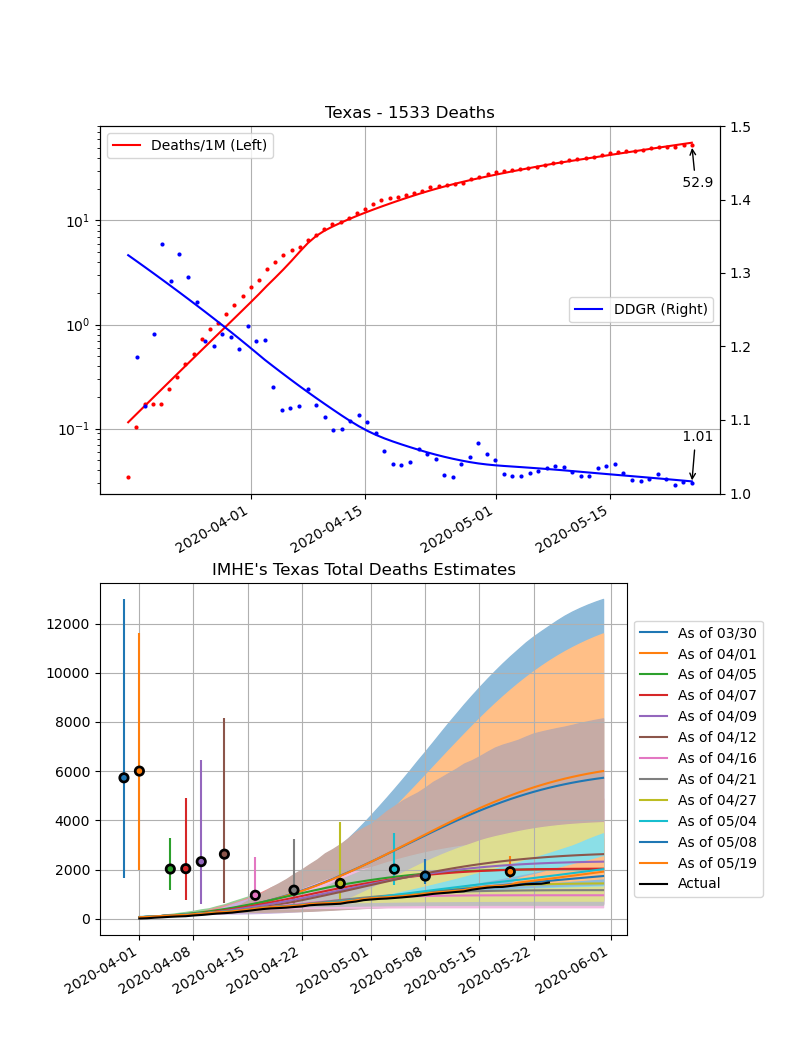 Texas - 1533 Deaths
Deaths/1M (Left)
DDGR (Right)
52.9
1.01
10¹
10⁰
10⁻¹
1.5
1.4
1.3
1.2
1.1
1.0
2020-04-01
2020-04-15
2020-05-01
2020-05-15
IMHE's Texas Total Deaths Estimates
12000
10000
8000
6000
4000
2000
0
2020-04-01
2020-04-08
2020-04-15
2020-04-22
2020-05-01
2020-05-08
2020-05-15
2020-05-22
2020-06-01
As of 03/30
As of 04/01
As of 04/05
As of 04/07
As of 04/09
As of 04/12
As of 04/16
As of 04/21
As of 04/27
As of 05/04
As of 05/08
As of 05/19
Actual